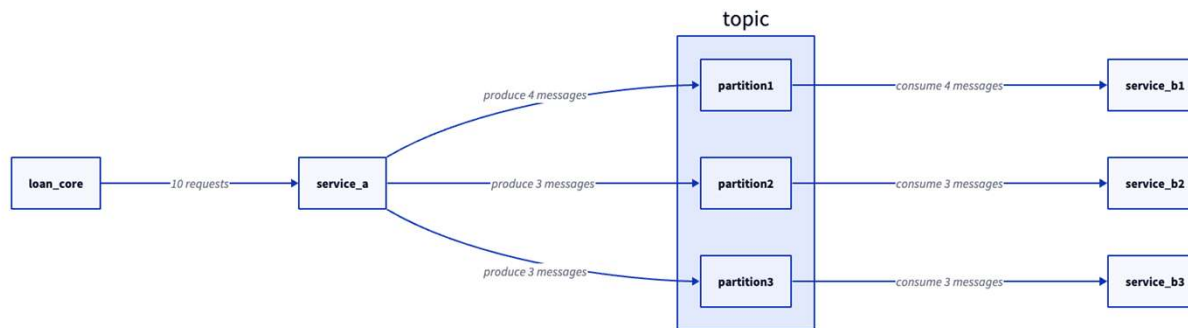 topic
partition1
produce 4 messages
consume 4 messages
service_b1
loan_core
10 requests
service_a
produce 3 messages
partition2
consume 3 messages
service_b2
produce 3 messages
partition3
consume 3 messages
service_b3